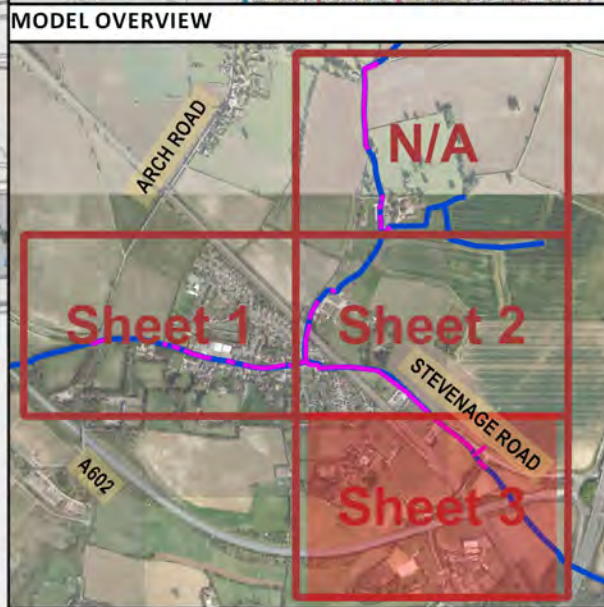 MODEL OVERVIEW
ARCH ROAD
N/A
Sheet 1
Sheet 2
STEVENAGE ROAD
A602
Sheet 3